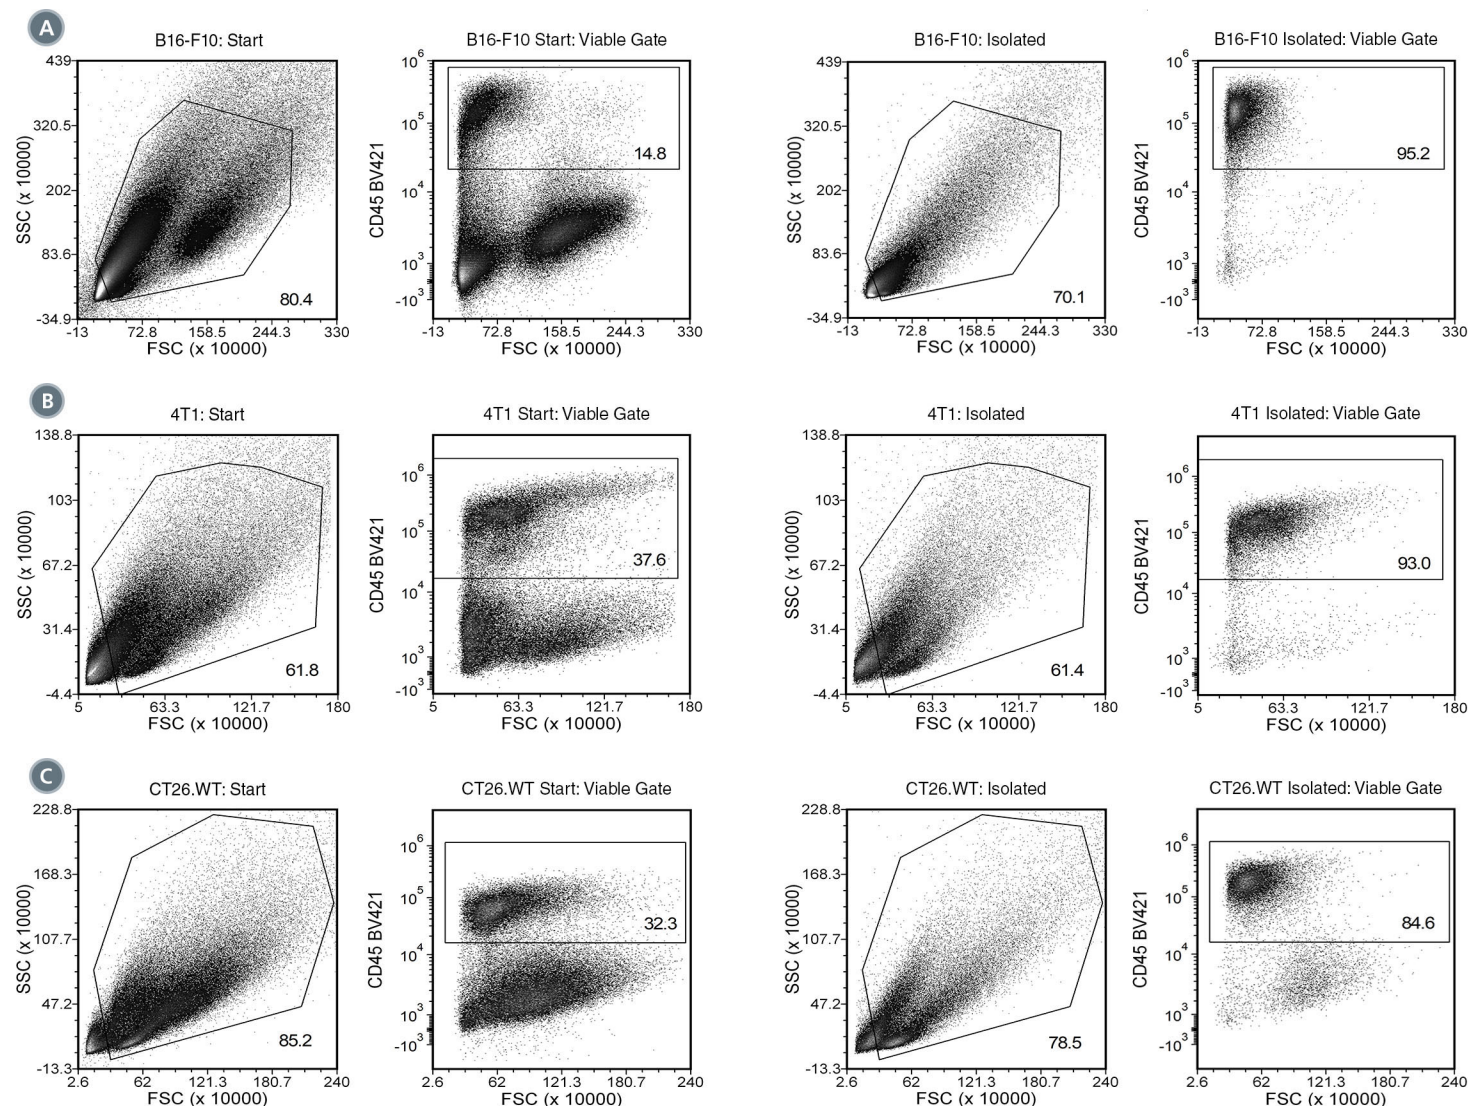 A
B16-F10: Start
439
320.5
202
83.6
-34.9
SSC (x 10000)
80.4
-13 72.8 158.5 244.3 330
FSC (x 10000)
B16-F10 Start: Viable Gate
10^6
10^5
10^4
10^3
-10^3
CD45 BV421
14.8
-13 72.8 158.5 244.3 330
FSC (x 10000)
B16-F10: Isolated
439
320.5
202
83.6
-34.9
SSC (x 10000)
70.1
-13 72.8 158.5 244.3 330
FSC (x 10000)
B16-F10 Isolated: Viable Gate
10^6
10^5
10^4
10^3
-10^3
CD45 BV421
95.2
-13 72.8 158.5 244.3 330
FSC (x 10000)
B
4T1: Start
138.8
103
67.2
31.4
-4.4
SSC (x 10000)
61.8
5 63.3 121.7 180
FSC (x 10000)
4T1 Start: Viable Gate
10^6
10^5
10^4
10^3
-10^3
CD45 BV421
37.6
5 63.3 121.7 180
FSC (x 10000)
4T1: Isolated
138.8
103
67.2
31.4
-4.4
SSC (x 10000)
61.4
5 63.3 121.7 180
FSC (x 10000)
4T1 Isolated: Viable Gate
10^6
10^5
10^4
10^3
-10^3
CD45 BV421
93.0
5 63.3 121.7 180
FSC (x 10000)
C
CT26.WT: Start
228.8
168.3
107.7
47.2
-13.3
SSC (x 10000)
85.2
2.6 62 121.3 180.7 240
FSC (x 10000)
CT26.WT Start: Viable Gate
10^6
10^5
10^4
10^3
-10^3
CD45 BV421
32.3
2.6 62 121.3 180.7 240
FSC (x 10000)
CT26.WT: Isolated
228.8
168.3
107.7
47.2
-13.3
SSC (x 10000)
78.5
2.6 62 121.3 180.7 240
FSC (x 10000)
CT26.WT Isolated: Viable Gate
10^6
10^5
10^4
10^3
-10^3
CD45 BV421
84.6
2.6 62 121.3 180.7 240
FSC (x 10000)